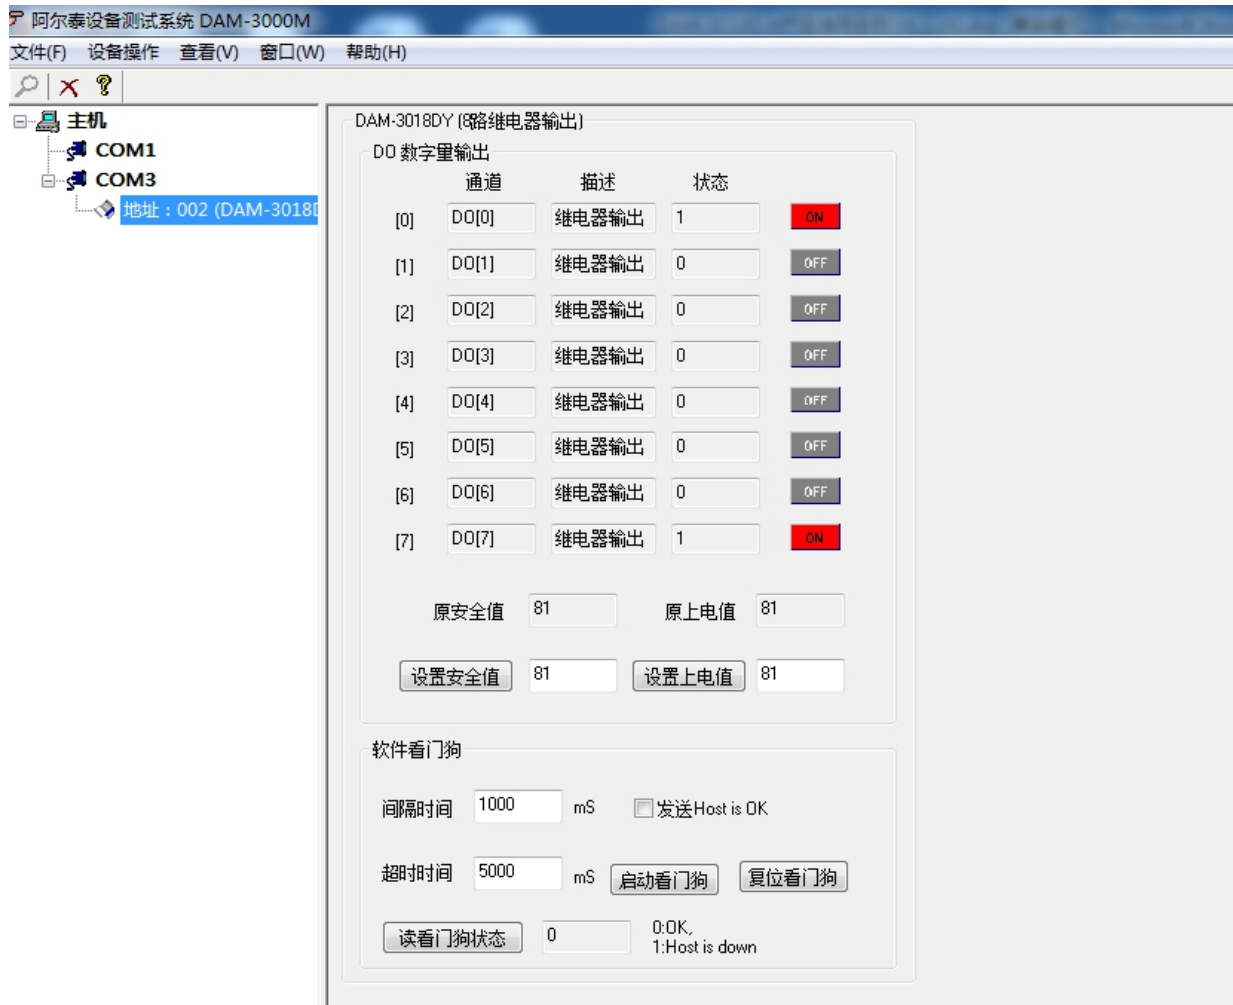 阿尔泰设备测试系统 DAM-3000M
文件(F) 设备操作 查看(V) 窗口(W) 帮助(H)
主机
COM1
COM3
地址：002 (DAM-3018D
DAM-3018DY (8路继电器输出)
DO 数字量输出
通道 描述 状态
[0] DO[0] 继电器输出 1 ON
[1] DO[1] 继电器输出 0 OFF
[2] DO[2] 继电器输出 0 OFF
[3] DO[3] 继电器输出 0 OFF
[4] DO[4] 继电器输出 0 OFF
[5] DO[5] 继电器输出 0 OFF
[6] DO[6] 继电器输出 0 OFF
[7] DO[7] 继电器输出 1 ON
原安全值 81 原上电值 81
设置安全值 81 设置上电值 81
软件看门狗
间隔时间 1000 mS 发送Host is OK
超时时间 5000 mS 启动看门狗 复位看门狗
读看门狗状态 0 0:OK,
1:Host is down